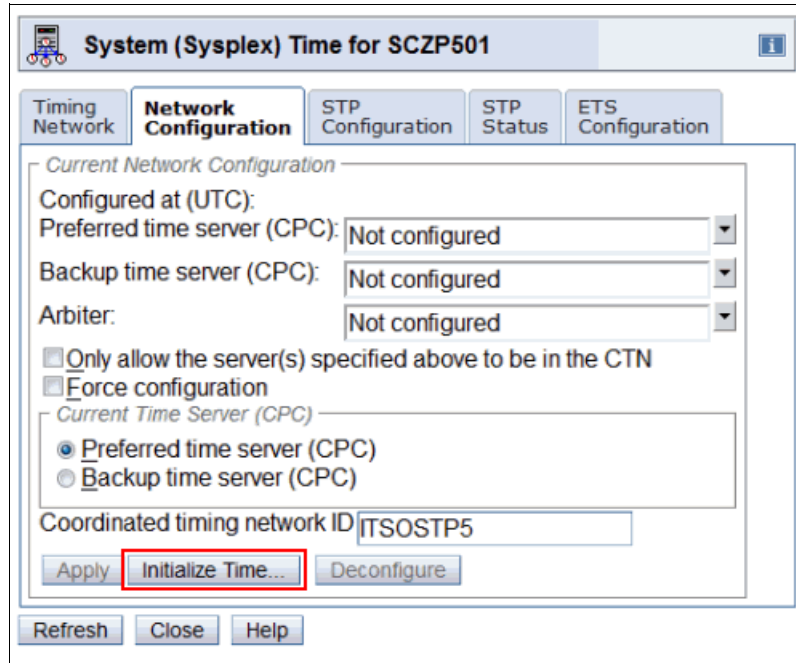 System (Sysplex) Time for SCZP501
i
Timing Network
Network Configuration
STP Configuration
STP Status
ETS Configuration
Current Network Configuration
Configured at (UTC):
Preferred time server (CPC): Not configured
Backup time server (CPC): Not configured
Arbiter: Not configured
Only allow the server(s) specified above to be in the CTN
Force configuration
Current Time Server (CPC)
Preferred time server (CPC)
Backup time server (CPC)
Coordinated timing network ID ITSOSTP5
Apply Initialize Time... Deconfigure
Refresh Close Help